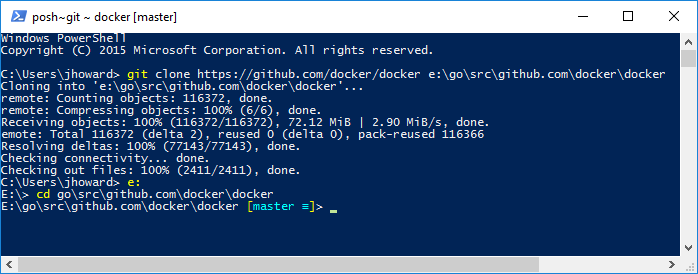 posh~git ~ docker [master]
Windows PowerShell
Copyright (C) 2015 Microsoft Corporation. All rights reserved.
C:\Users\jhoward> git clone https://github.com/docker/docker e:\go\src\github.com\docker\docker
Cloning into 'e:\go\src\github.com\docker\docker'...
remote: Counting objects: 116372, done.
remote: Compressing objects: 100% (6/6), done.
Receiving objects: 100% (116372/116372), 72.12 MiB | 2.90 MiB/s, done.
emote: Total 116372 (delta 2), reused 0 (delta 0), pack-reused 116366
Resolving deltas: 100% (77143/77143), done.
Checking connectivity... done.
Checking out files: 100% (2411/2411), done.
C:\Users\jhoward> e:
E:\> cd go\src\github.com\docker\docker
E:\go\src\github.com\docker\docker [master ≡]> _